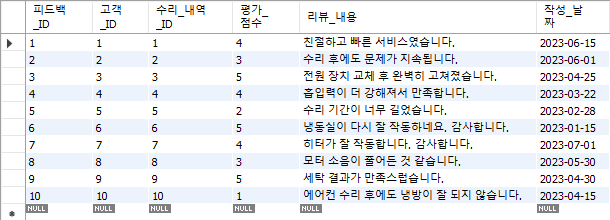 피드백_ID 고객_ID 수리_내역_ID 평가_점수 리뷰_내용 작성_날짜
1 1 1 4 친절하고 빠른 서비스였습니다. 2023-06-15
2 2 2 3 수리 후에도 문제가 지속됩니다. 2023-06-01
3 3 3 5 전원 장치 교체 후 완벽히 고쳐졌습니다. 2023-04-25
4 4 4 4 흡입력이 더 강해져서 만족합니다. 2023-03-22
5 5 5 2 수리 기간이 너무 길었습니다. 2023-02-28
6 6 6 5 냉동실이 다시 잘 작동하네요. 감사합니다. 2023-01-15
7 7 7 4 히터가 잘 작동합니다. 감사합니다. 2023-07-01
8 8 8 3 모터 소음이 줄어든 것 같습니다. 2023-05-30
9 9 9 5 세탁 결과가 만족스럽습니다. 2023-04-30
10 10 10 1 에어컨 수리 후에도 냉방이 잘 되지 않습니다. 2023-04-15
NULL NULL NULL NULL NULL NULL